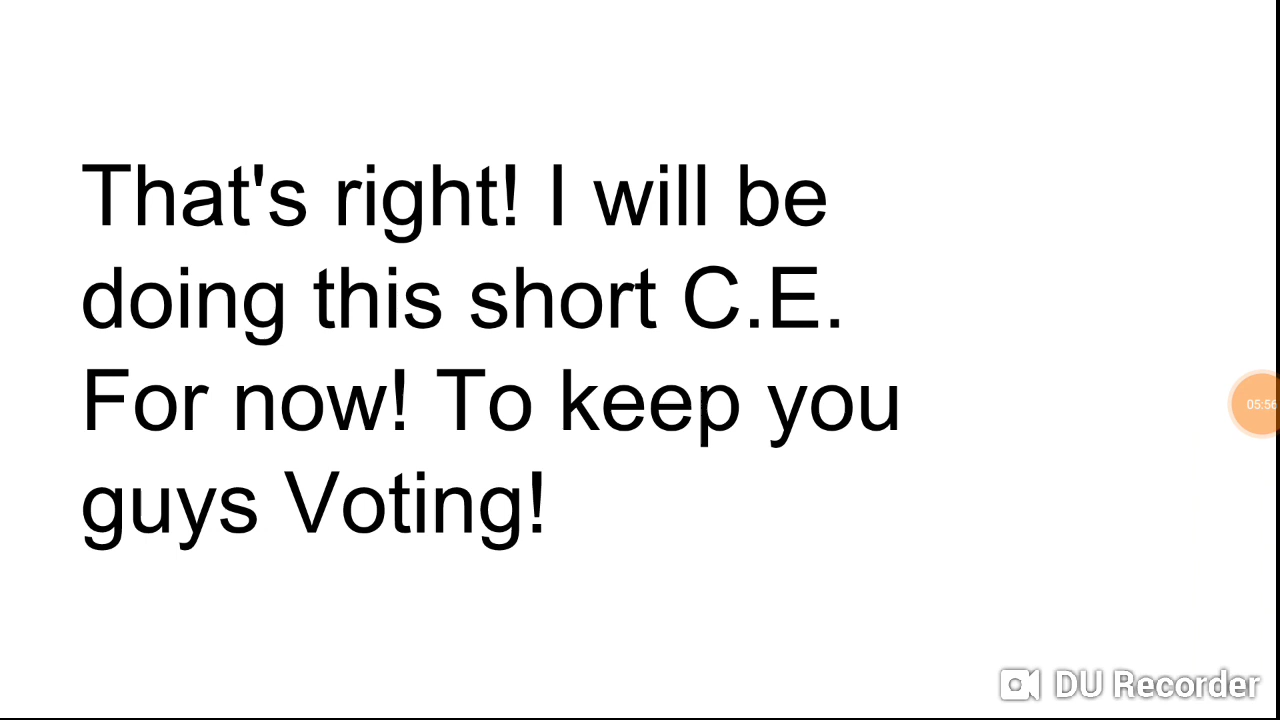 That's right! I will be
doing this short C.E.
For now! To keep you
guys Voting!
05:56
DU Recorder